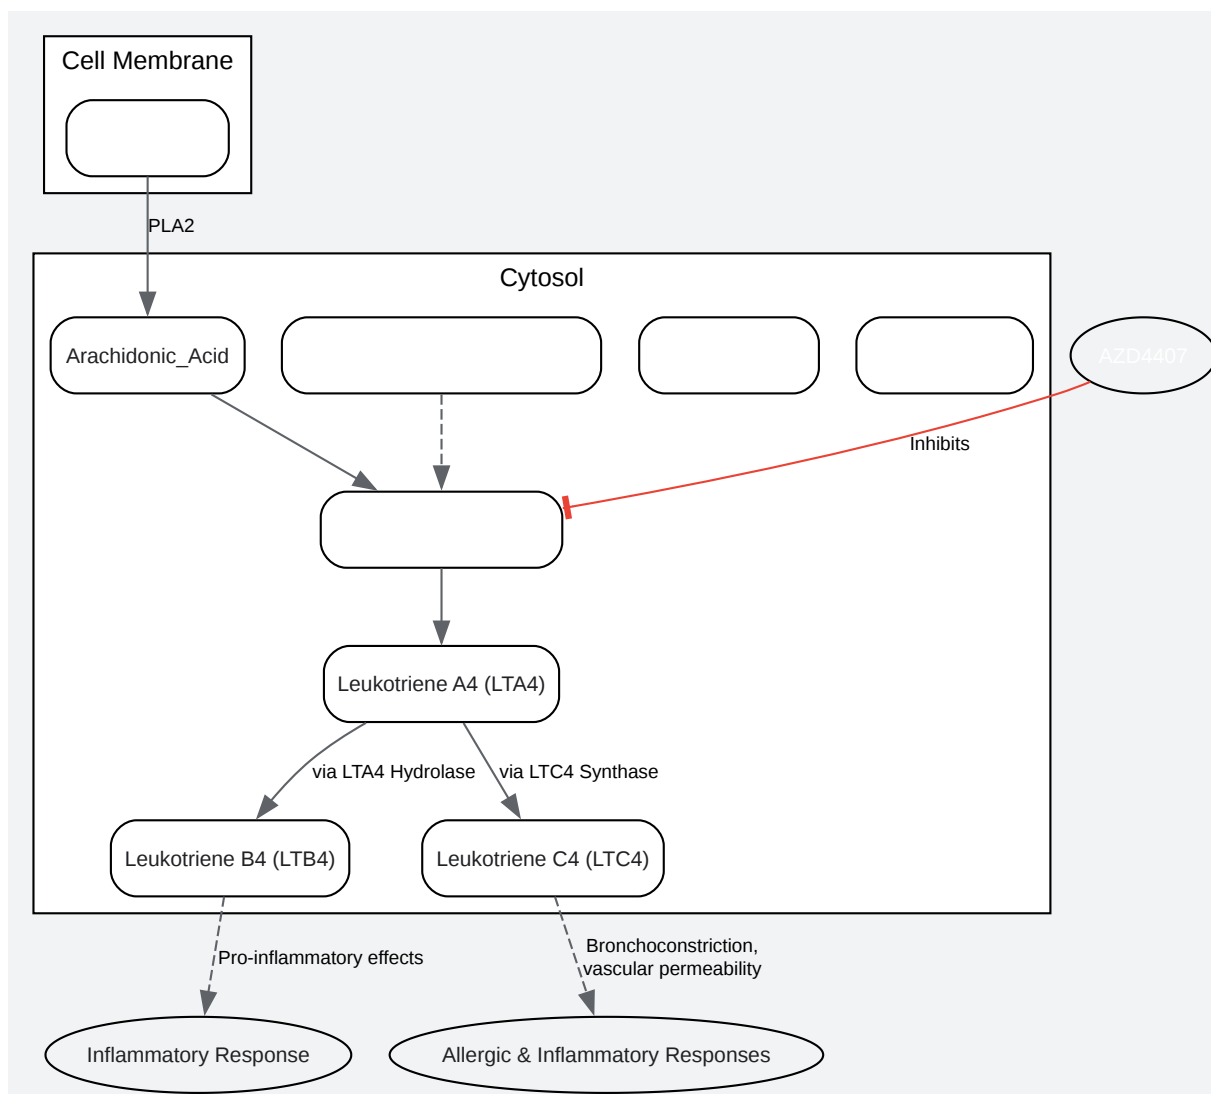 Cell Membrane
PLA2
Cytosol
Arachidonic_Acid
AZD4407
Inhibits
Leukotriene A4 (LTA4)
via LTA4 Hydrolase
via LTC4 Synthase
Leukotriene B4 (LTB4)
Leukotriene C4 (LTC4)
Pro-inflammatory effects
Bronchoconstriction,
vascular permeability
Inflammatory Response
Allergic & Inflammatory Responses